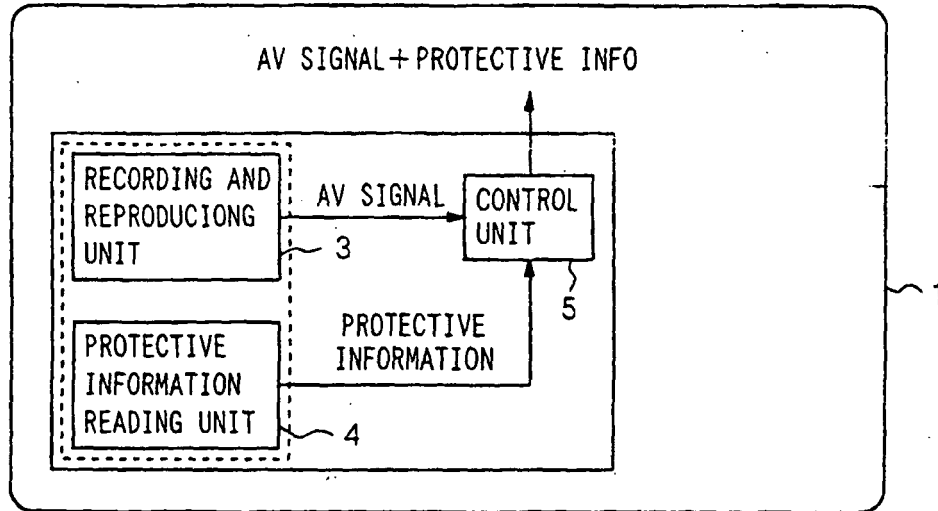 AV SIGNAL+PROTECTIVE INFO
RECORDING AND
REPRODUCIONG
UNIT
3
AV SIGNAL
CONTROL
UNIT
5
PROTECTIVE
INFORMATION
PROTECTIVE
INFORMATION
READING UNIT
4